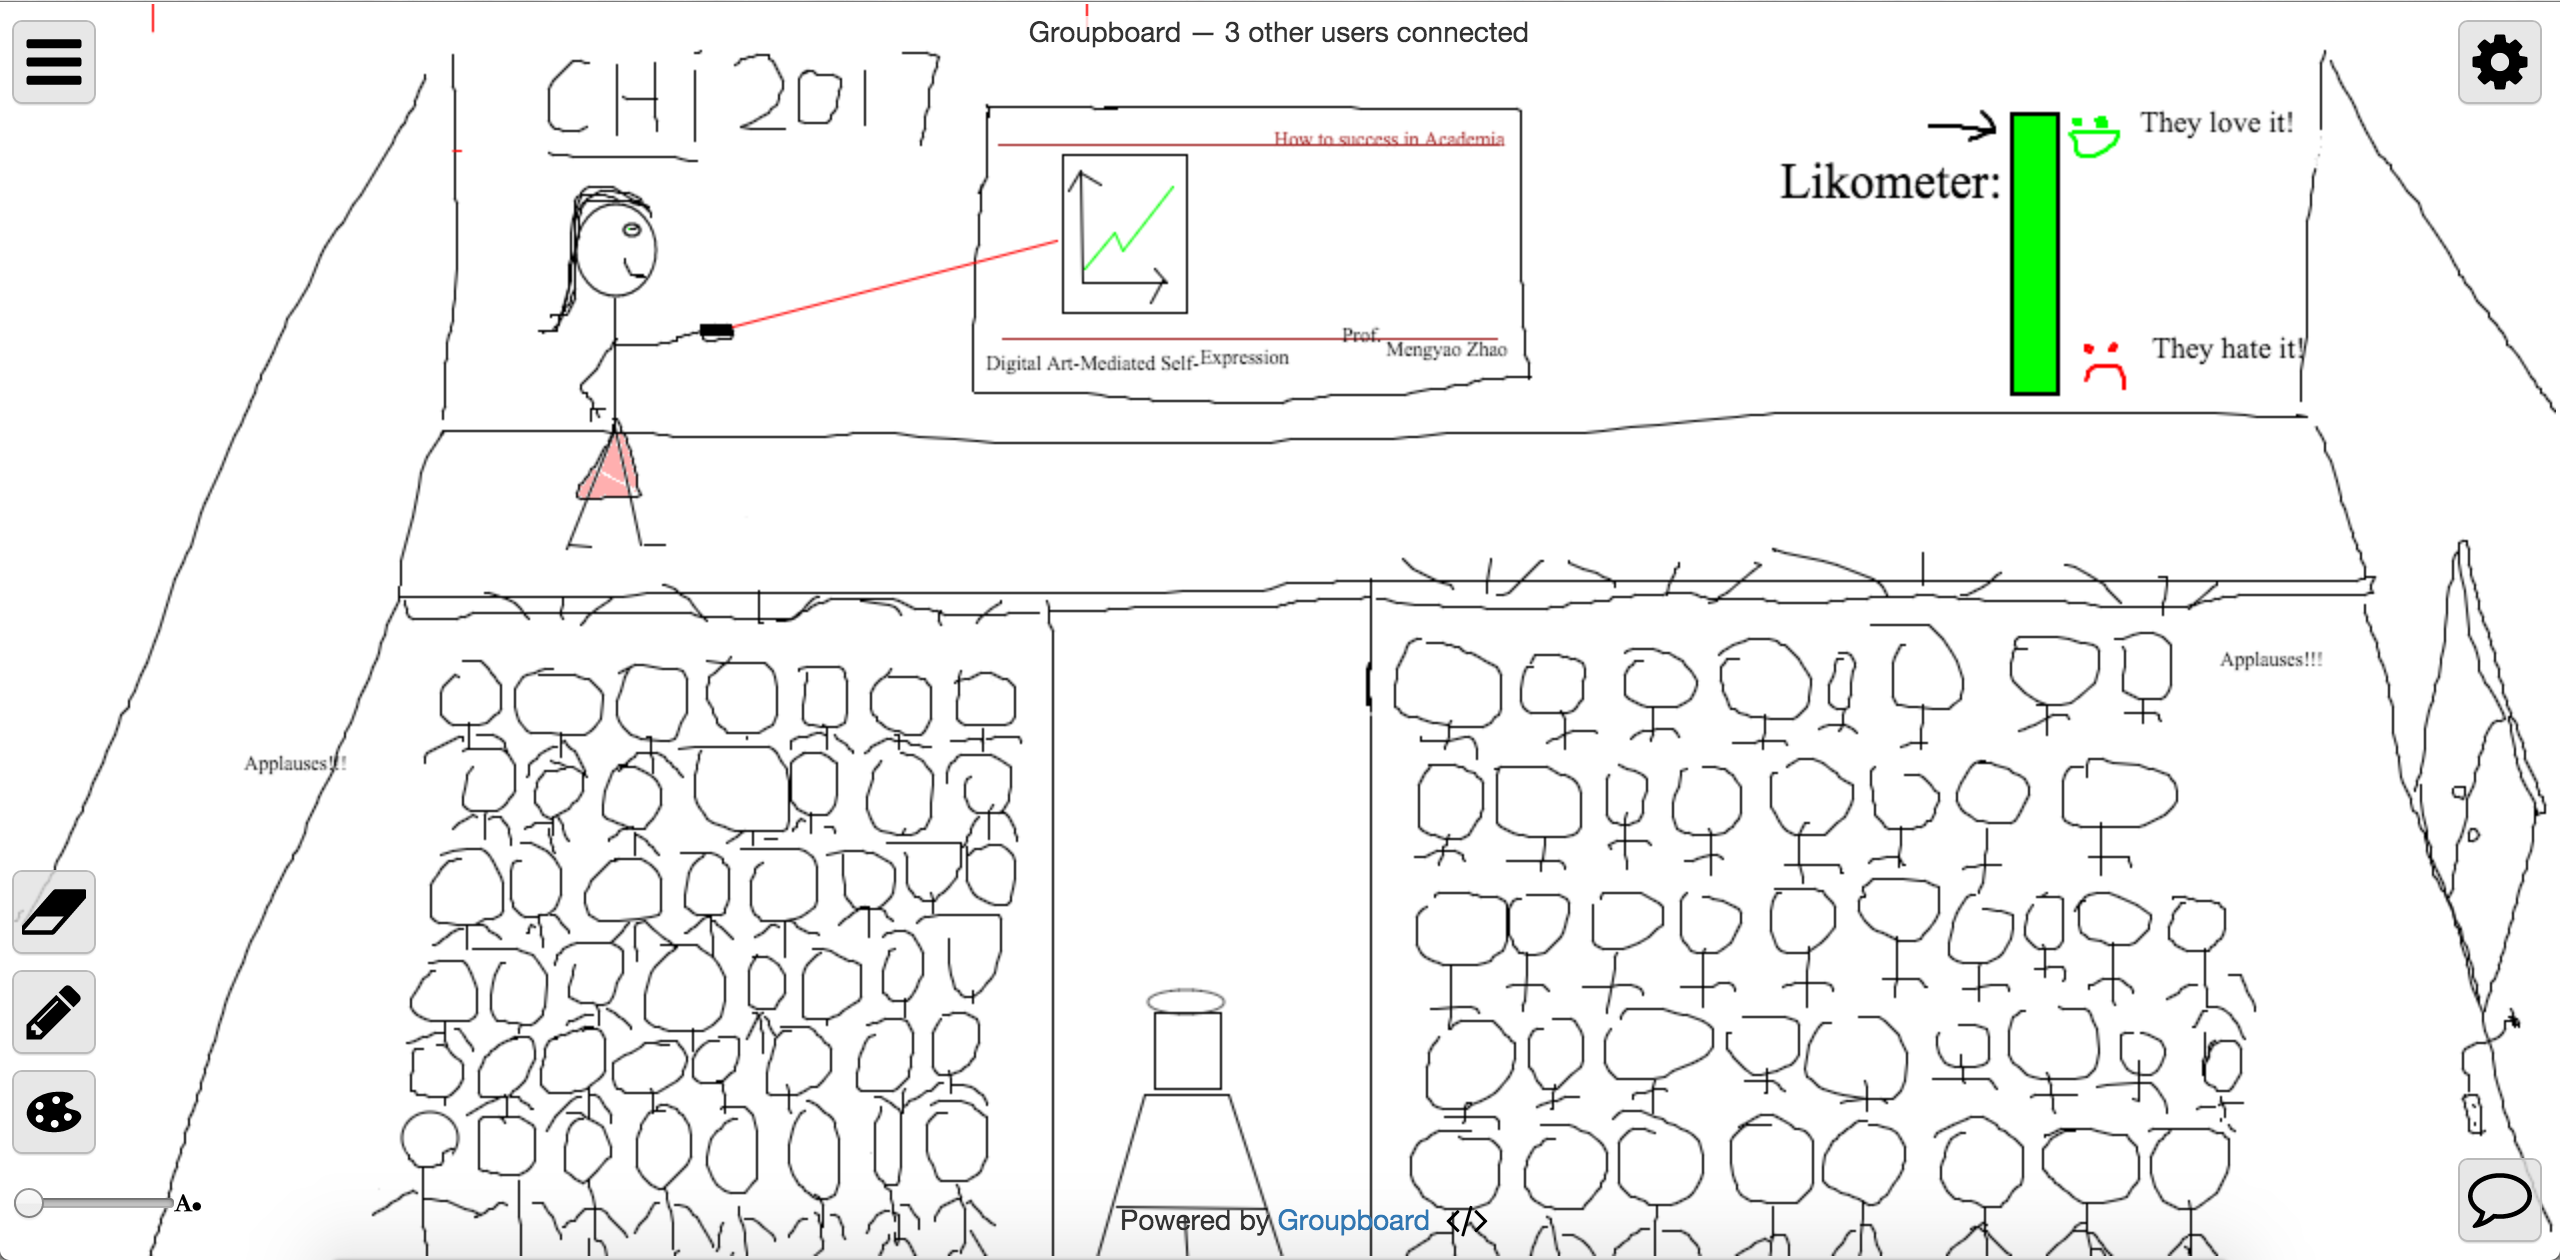 Groupboard — 3 other users connected
CHi 2017
How to success in Academia
Prof.
Mengyao Zhao
Digital Art-Mediated Self-Expression
They love it!
Likometer:
They hate it!
Applauses!!!
Applauses!!!
A
Powered by Groupboard </>